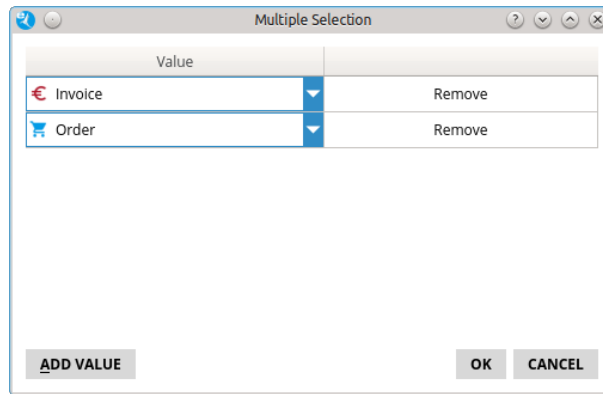 Multiple Selection
Value
Invoice Remove
Order Remove
ADD VALUE OK CANCEL